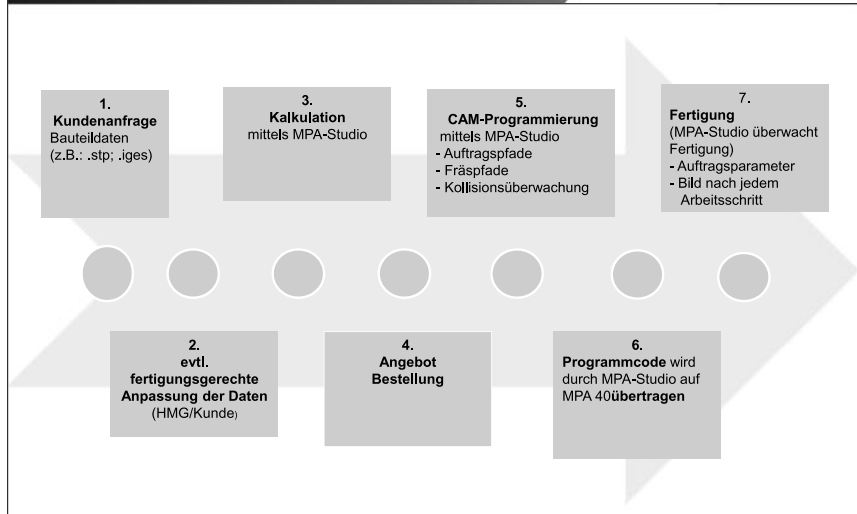 1.
Kundenanfrage
Bauteildaten
(z.B.: .stp; .iges)
2.
evtl.
fertigungsgerechte
Anpassung der Daten
(HMG/Kunde)
3.
Kalkulation
mittels MPA-Studio
4.
Angebot
Bestellung
5.
CAM-Programmierung
mittels MPA-Studio
- Auftragspfade
- Fräspfade
- Kollisionsüberwachung
6.
Programmcode wird
durch MPA-Studio auf
MPA 40übertragen
7.
Fertigung
(MPA-Studio überwacht
Fertigung)
- Auftragsparameter
- Bild nach jedem
Arbeitsschritt